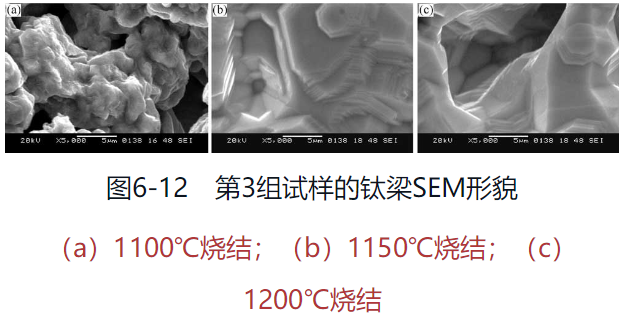 (a)
20kV X5,000 5μm 0138 16 48 SEI
(b)
20kV X5,000 5μm 0138 18 48 SEI
(c)
20kV X5,000 5μm 0138 18 48 SEI
图6-12 第3组试样的钛梁SEM形貌
（a）1100℃烧结；（b）1150℃烧结；（c）
1200℃烧结